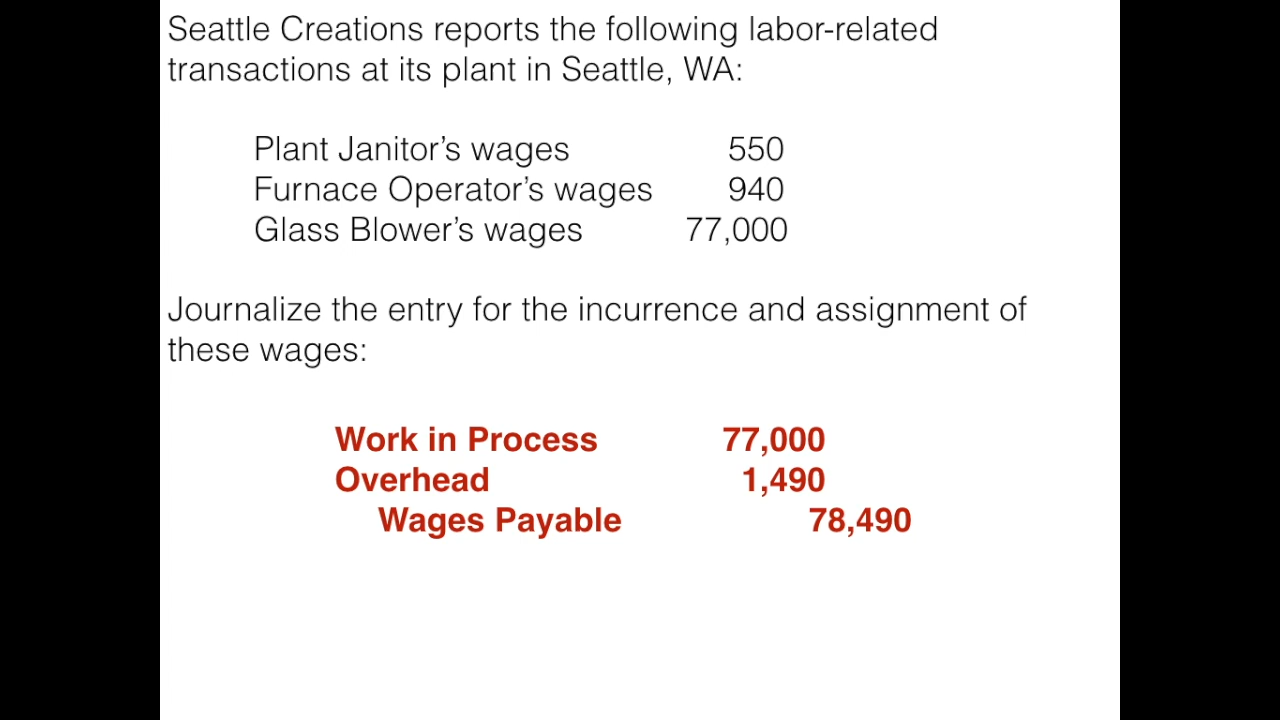 Seattle Creations reports the following labor-related
transactions at its plant in Seattle, WA:
Plant Janitor’s wages 550
Furnace Operator’s wages 940
Glass Blower’s wages 77,000
Journalize the entry for the incurrence and assignment of
these wages:
Work in Process 77,000
Overhead 1,490
Wages Payable 78,490